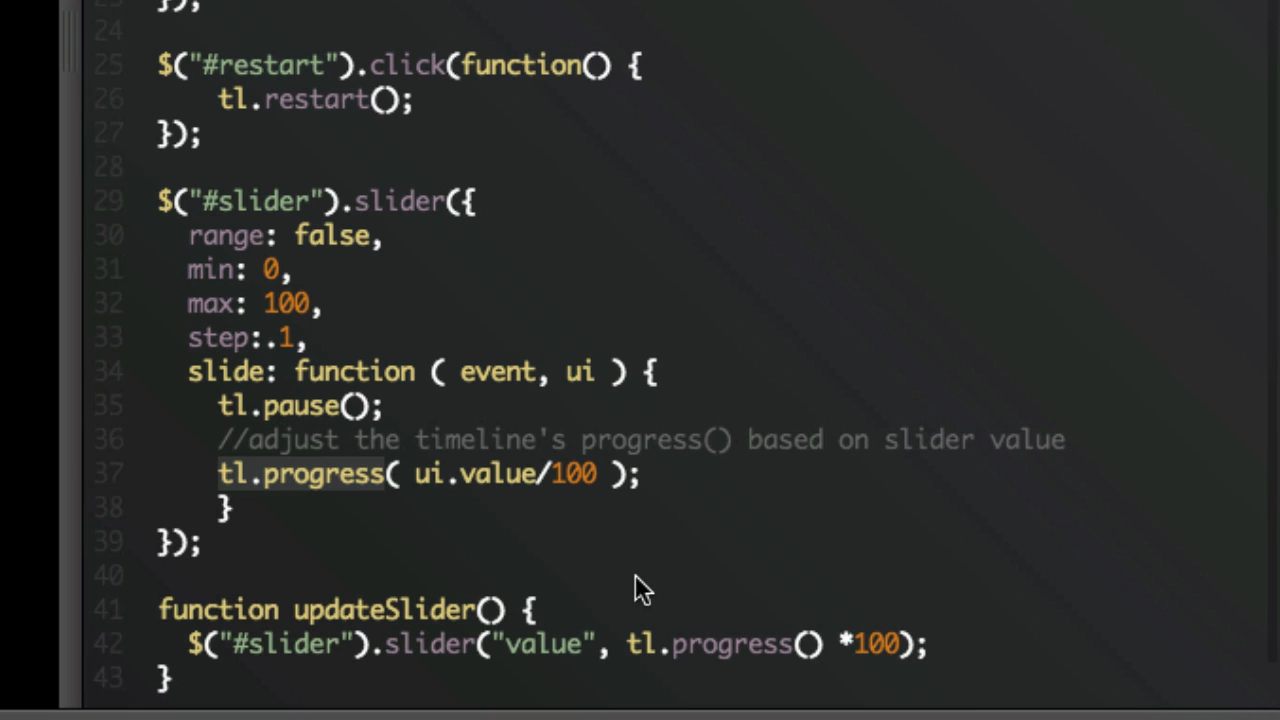 23 });
24
25 $("#restart").click(function() {
26 tl.restart();
27 });
28
29 $("#slider").slider({
30 range: false,
31 min: 0,
32 max: 100,
33 step:.1,
34 slide: function ( event, ui ) {
35 tl.pause();
36 //adjust the timeline's progress() based on slider value
37 tl.progress( ui.value/100 );
38 }
39 });
40
41 function updateSlider() {
42 $("#slider").slider("value", tl.progress() *100);
43 }